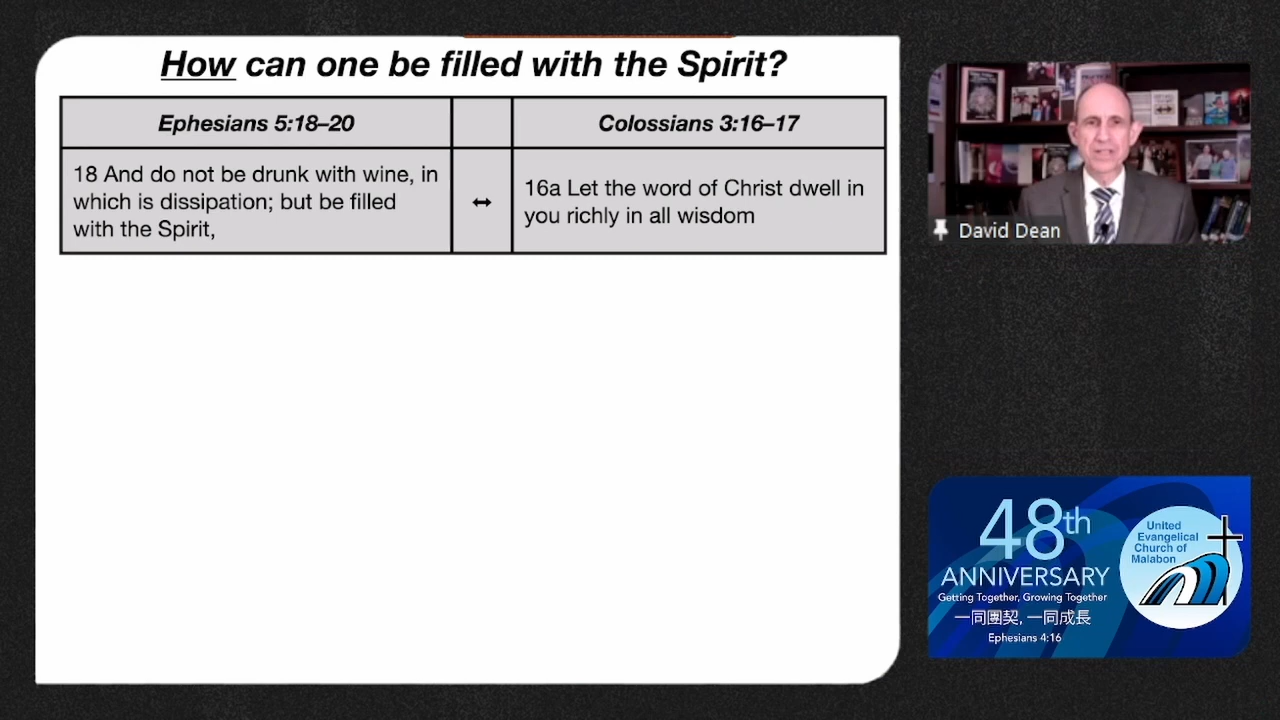 How can one be filled with the Spirit?
Ephesians 5:18–20
Colossians 3:16–17
18 And do not be drunk with wine, in
which is dissipation; but be filled
with the Spirit,
↔
16a Let the word of Christ dwell in
you richly in all wisdom
David Dean
48th
ANNIVERSARY
Getting Together, Growing Together
一同團契, 一同成長
Ephesians 4:16
United
Evangelical
Church of
Malabon